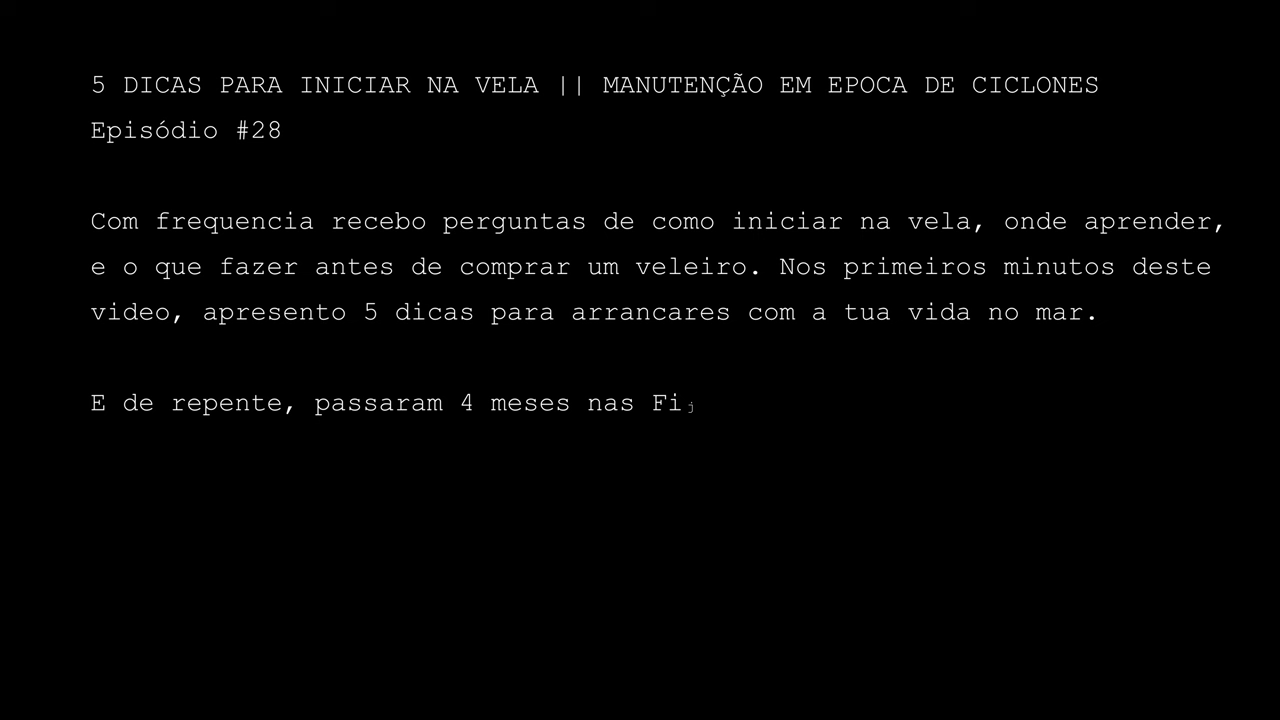 5 DICAS PARA INICIAR NA VELA || MANUTENÇÃO EM EPOCA DE CICLONES
Episódio #28
Com frequencia recebo perguntas de como iniciar na vela, onde aprender,
e o que fazer antes de comprar um veleiro. Nos primeiros minutos deste
video, apresento 5 dicas para arrancares com a tua vida no mar.
E de repente, passaram 4 meses nas Fij